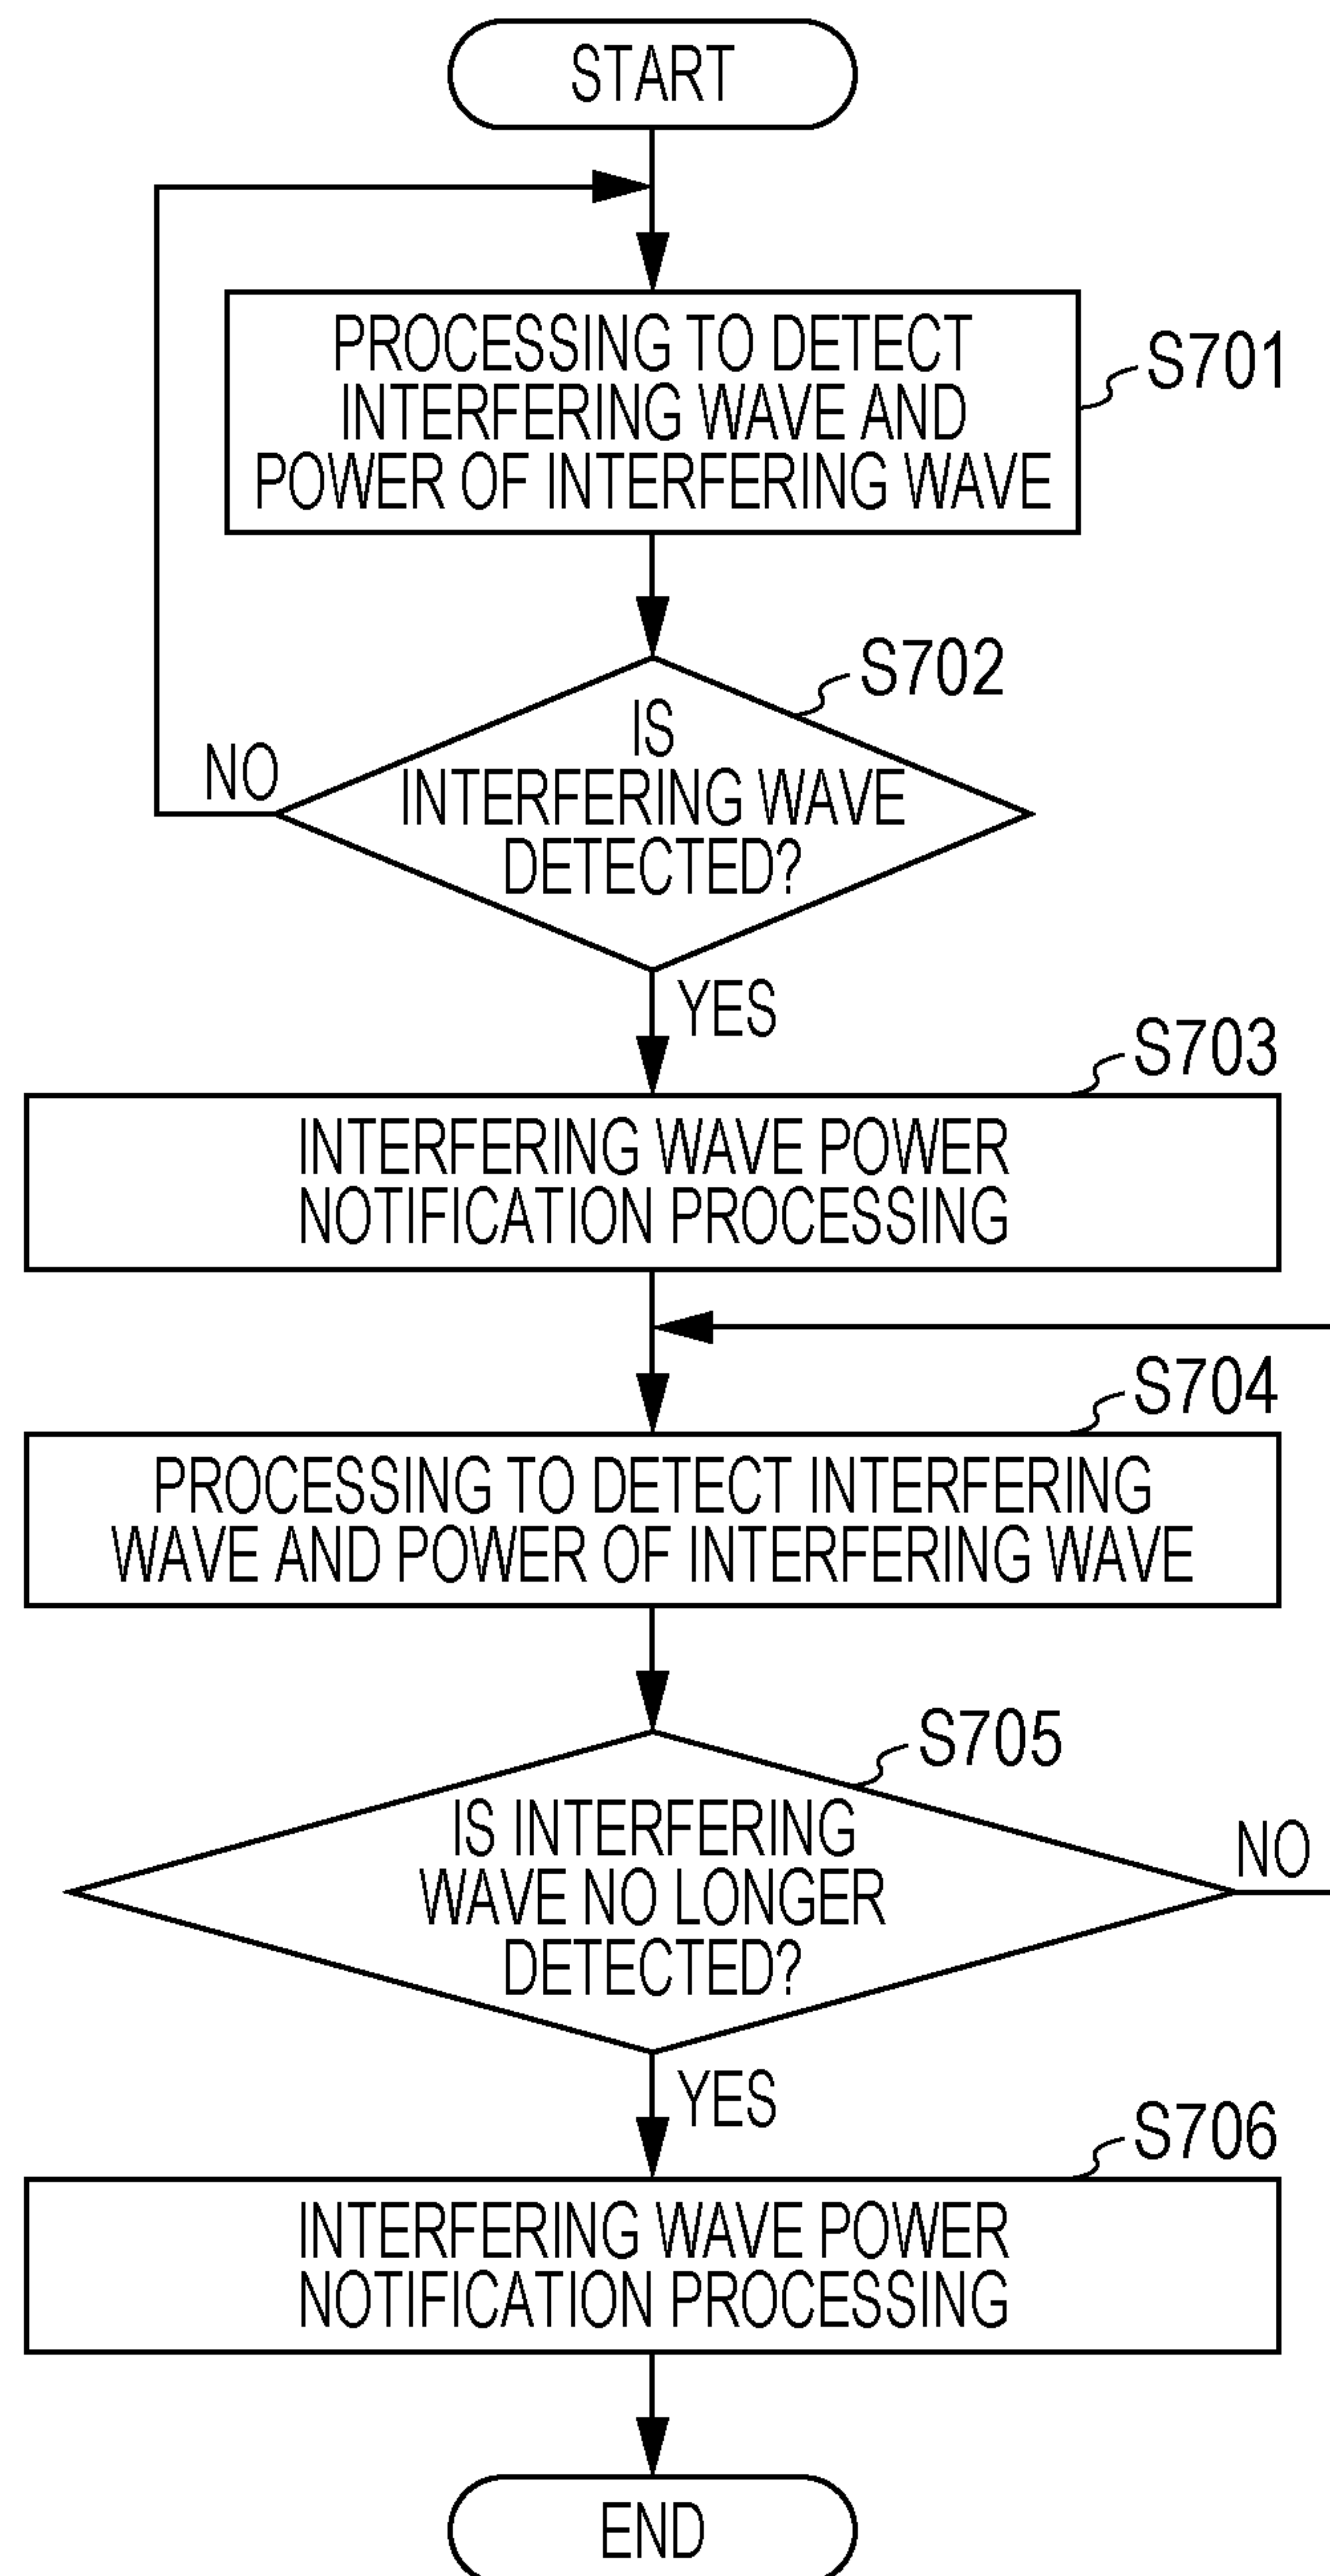 START
PROCESSING TO DETECT
INTERFERING WAVE AND
POWER OF INTERFERING WAVE
S701
S702
IS
INTERFERING WAVE
DETECTED?
NO
YES
S703
INTERFERING WAVE POWER
NOTIFICATION PROCESSING
S704
PROCESSING TO DETECT INTERFERING
WAVE AND POWER OF INTERFERING WAVE
S705
IS INTERFERING
WAVE NO LONGER
DETECTED?
NO
YES
S706
INTERFERING WAVE POWER
NOTIFICATION PROCESSING
END